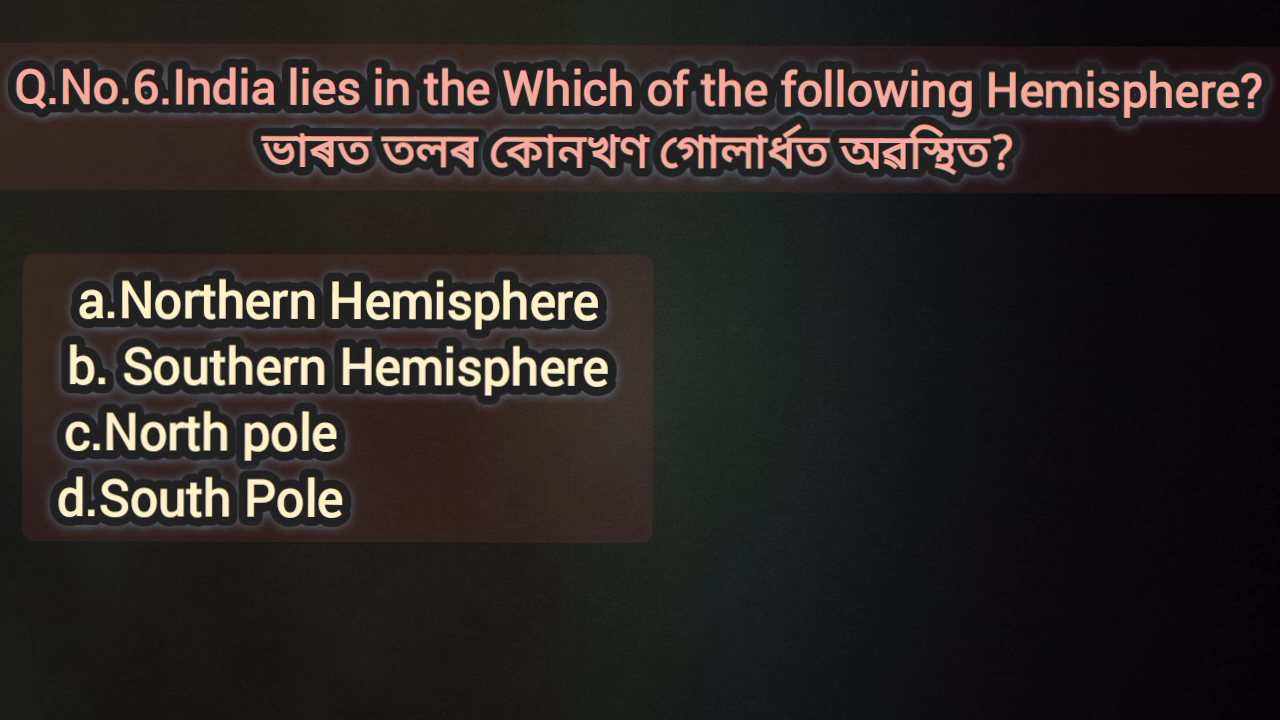 Q.No.6.India lies in the Which of the following Hemisphere?
ভাৰত তলৰ কোনখণ গোলাৰ্ধত অৱস্থিত?
a.Northern Hemisphere
b. Southern Hemisphere
c.North pole
d.South Pole